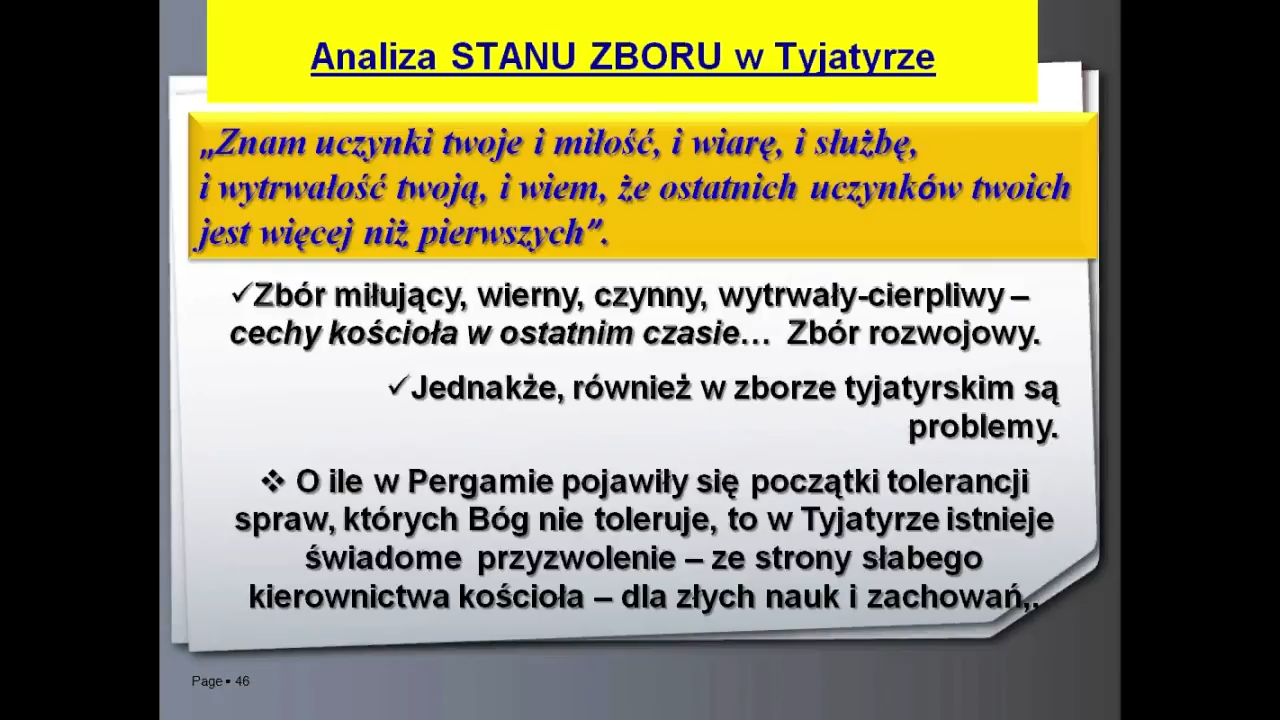 Analiza STANU ZBORU w Tyjatyrze
„Znam uczynki twoje i miłość, i wiarę, i służbę,
i wytrwałość twoją, i wiem, że ostatnich uczynków twoich
jest więcej niż pierwszych”.
✓Zbór miłujący, wierny, czynny, wytrwały-cierpliwy –
cechy kościoła w ostatnim czasie… Zbór rozwojowy.
✓Jednakże, również w zborze tyjatyrskim są
problemy.
❖ O ile w Pergamie pojawiły się początki tolerancji
spraw, których Bóg nie toleruje, to w Tyjatyrze istnieje
świadome przyzwolenie – ze strony słabego
kierownictwa kościoła – dla złych nauk i zachowań,.
Page ▪ 46